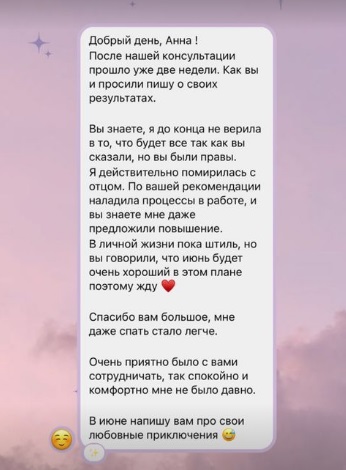 Добрый день, Анна !
После нашей консультации
прошло уже две недели. Как вы
и просили пишу о своих
результатах.
Вы знаете, я до конца не верила
в то, что будет все так как вы
сказали, но вы были правы.
Я действительно помирилась с
отцом. По вашей рекомендации
наладила процессы в работе, и
вы знаете мне даже
предложили повышение.
В личной жизни пока штиль, но
вы говорили, что июнь будет
очень хороший в этом плане
поэтому жду ♥️
Спасибо вам большое, мне
даже спать стало легче.
Очень приятно было с вами
сотрудничать, так спокойно и
комфортно мне не было давно.
В июне напишу вам про свои
любовные приключения 😅